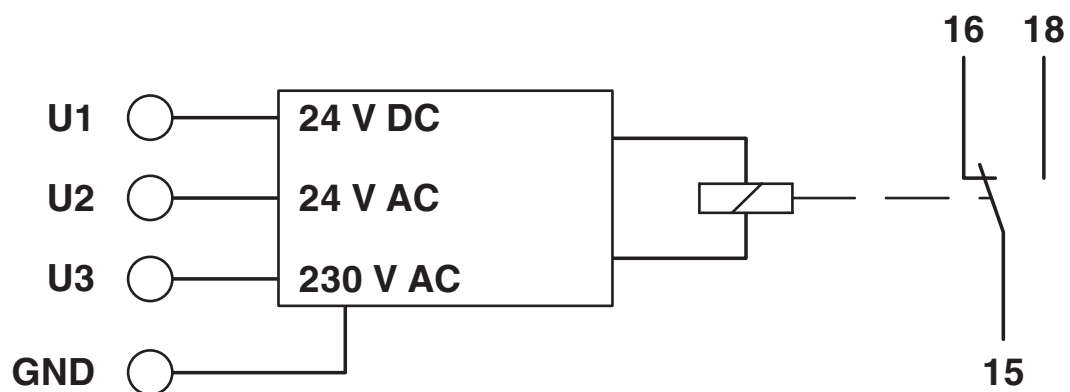 16 18
U1 24 V DC
U2 24 V AC
U3 230 V AC
GND
15